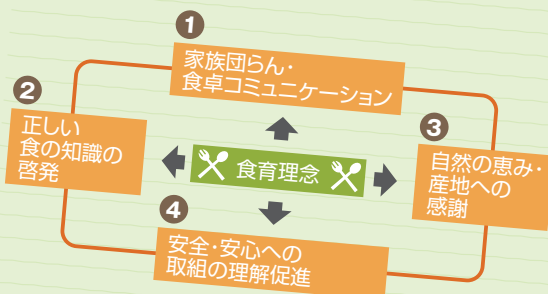 1
家族団らん・
食卓コミュニケーション
2
正しい
食の知識の
啓発
食育理念
3
自然の恵み・
産地への
感謝
4
安全・安心への
取組の理解促進